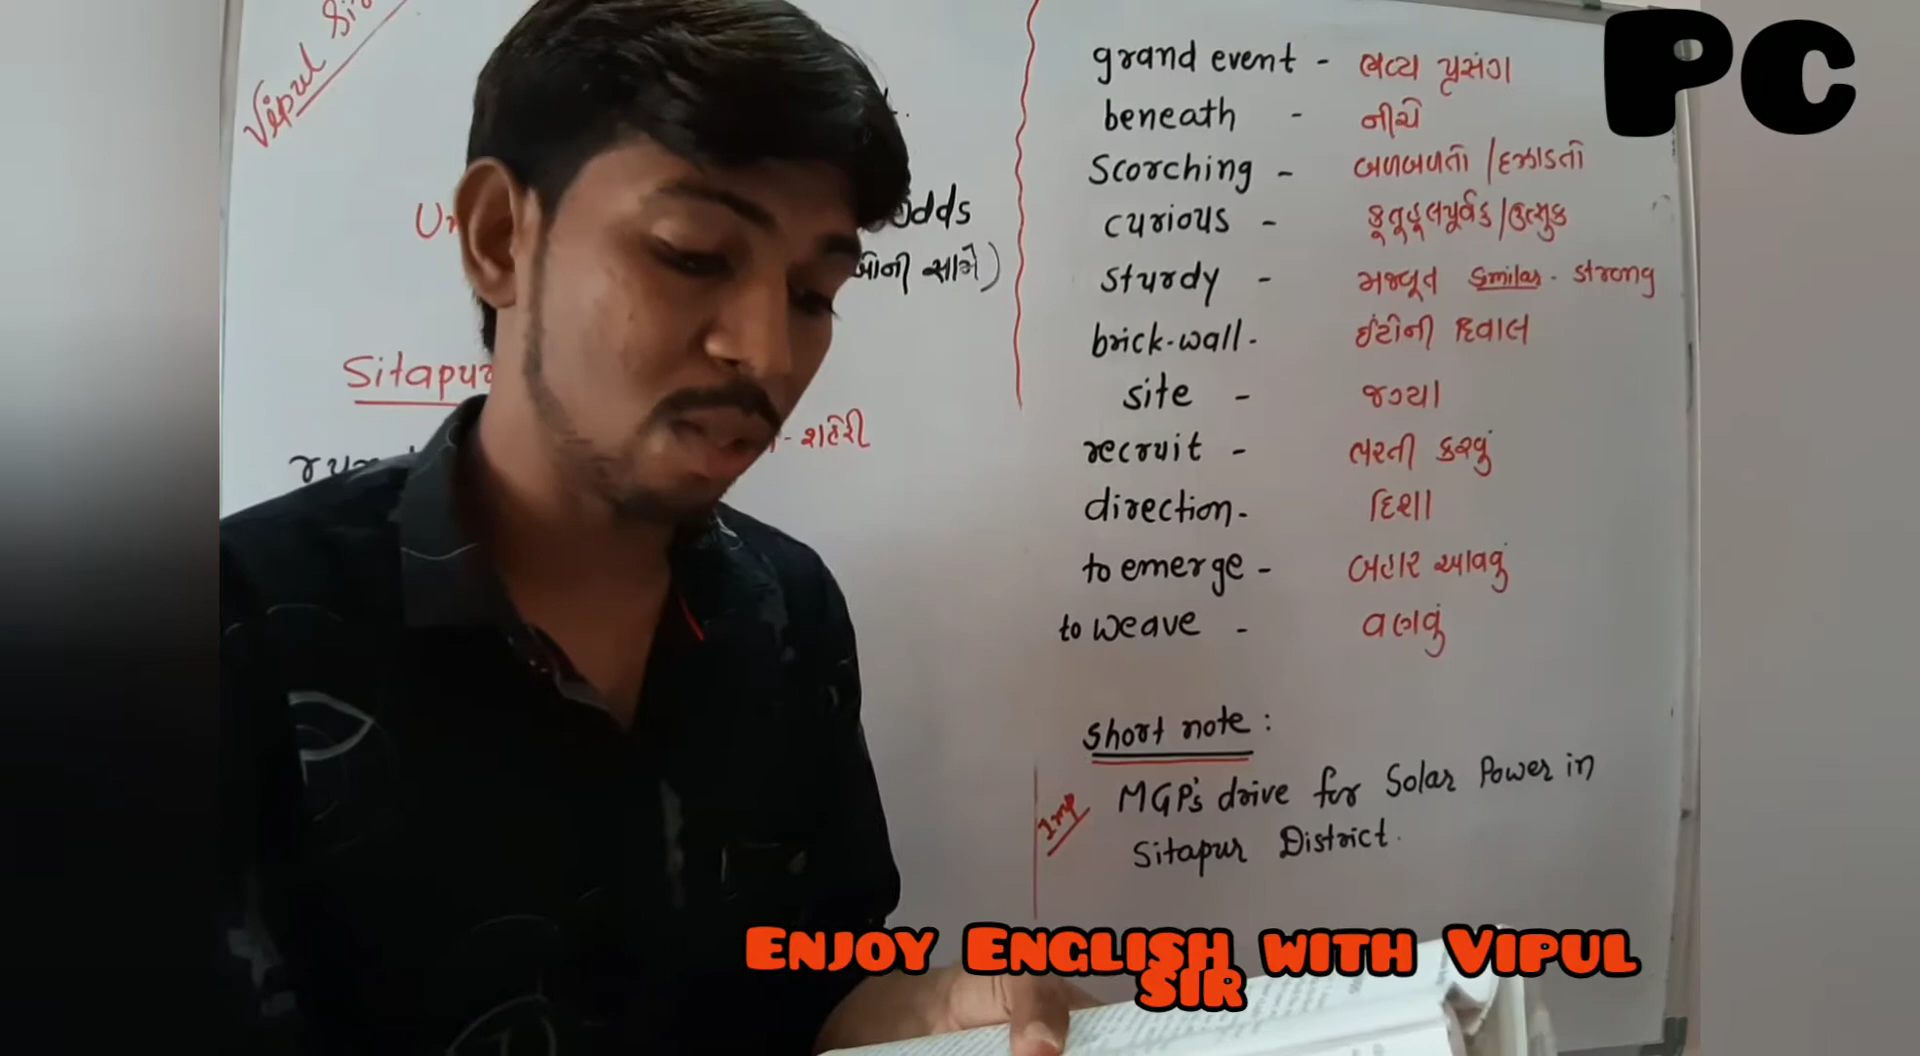 Vipul Sir
Odds
સામે)
Sitapur
- શહેરી
grand event - ભવ્ય પ્રસંગ
beneath - નીચે
Scorching - બળબળતો / દઝાડતો
curious - કૂતૂહલપૂર્વક / ઉત્સુક
sturdy - મજબૂત similar - strong
brick-wall - ઈંટોની દિવાલ
site - જગ્યા
recruit - ભરતી કરવું
direction - દિશા
to emerge - બહાર આવવું
to weave - વણવું
Short note :
Imp MGP's drive for Solar Power in
Sitapur District.
PC
Enjoy English with Vipul
Sir